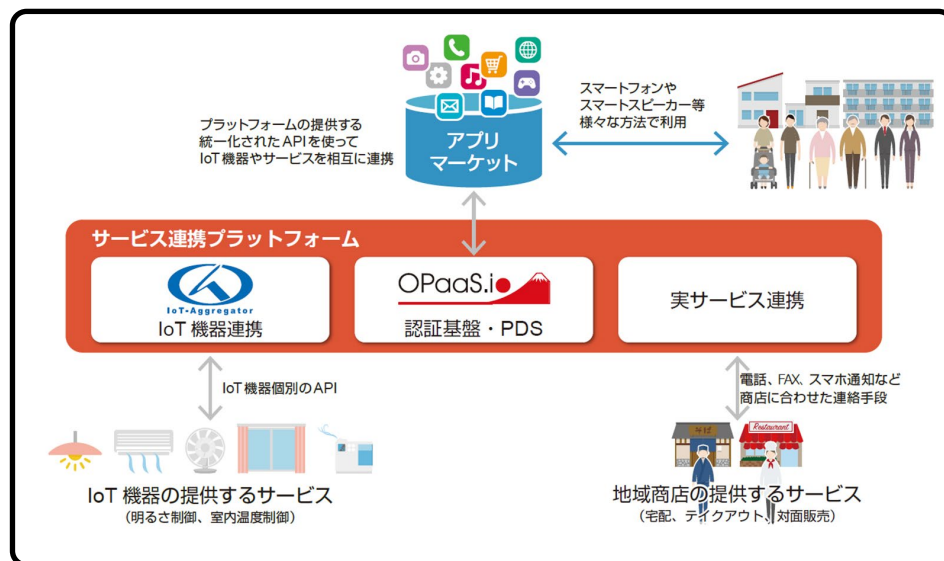 スマートフォンや
スマートスピーカー等
様々な方法で利用
プラットフォームの提供する
統一化されたAPIを使って
IoT機器やサービスを相互に連携
アプリ
マーケット
サービス連携プラットフォーム
IoT-Aggregator
IoT機器連携
OPaaS.io
認証基盤・PDS
実サービス連携
IoT機器個別のAPI
電話、FAX、スマホ通知など
商店に合わせた連絡手段
Restaurant
IoT機器の提供するサービス
(明るさ制御、室内温度制御)
地域商店の提供するサービス
(宅配、テイクアウト、対面販売)